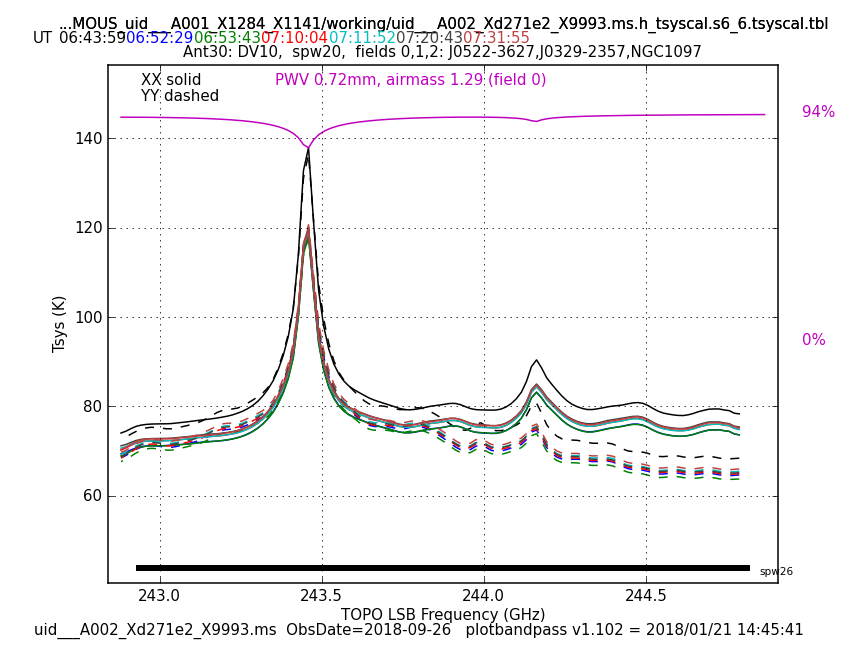 ...MOUS_uid___A001_X1284_X1141/working/uid___A002_Xd271e2_X9993.ms.h_tsyscal.s6_6.tsyscal.tbl
UT 06:43:59 06:52:29 06:53:43 07:10:04 07:11:52 07:20:43 07:31:55
Ant30: DV10,  spw20,  fields 0,1,2: J0522-3627,J0329-2357,NGC1097
XX solid
PWV 0.72mm, airmass 1.29 (field 0)
YY dashed
94%
140
120
100
80
60
0%
Tsys (K)
spw26
243.0 243.5 244.0 244.5
TOPO LSB Frequency (GHz)
uid___A002_Xd271e2_X9993.ms  ObsDate=2018-09-26   plotbandpass v1.102 = 2018/01/21 14:45:41